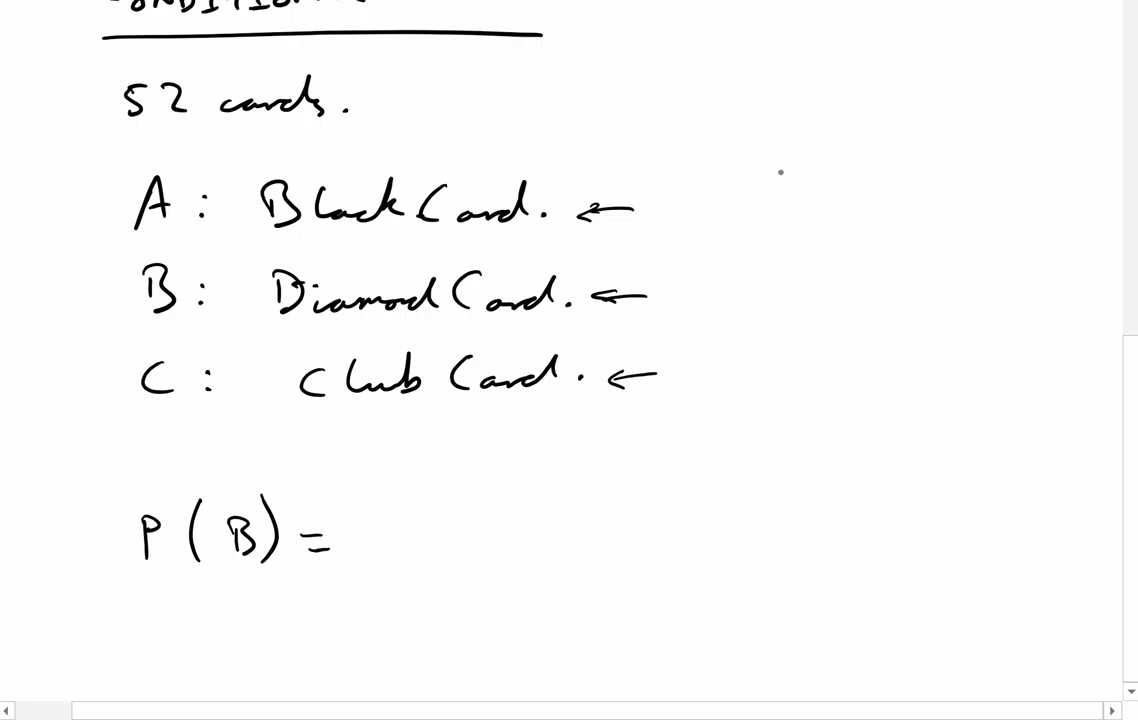 52 cards.
A: Black Card. ←
B: Diamond Card. ←
C: Club Card. ←
P(B) =